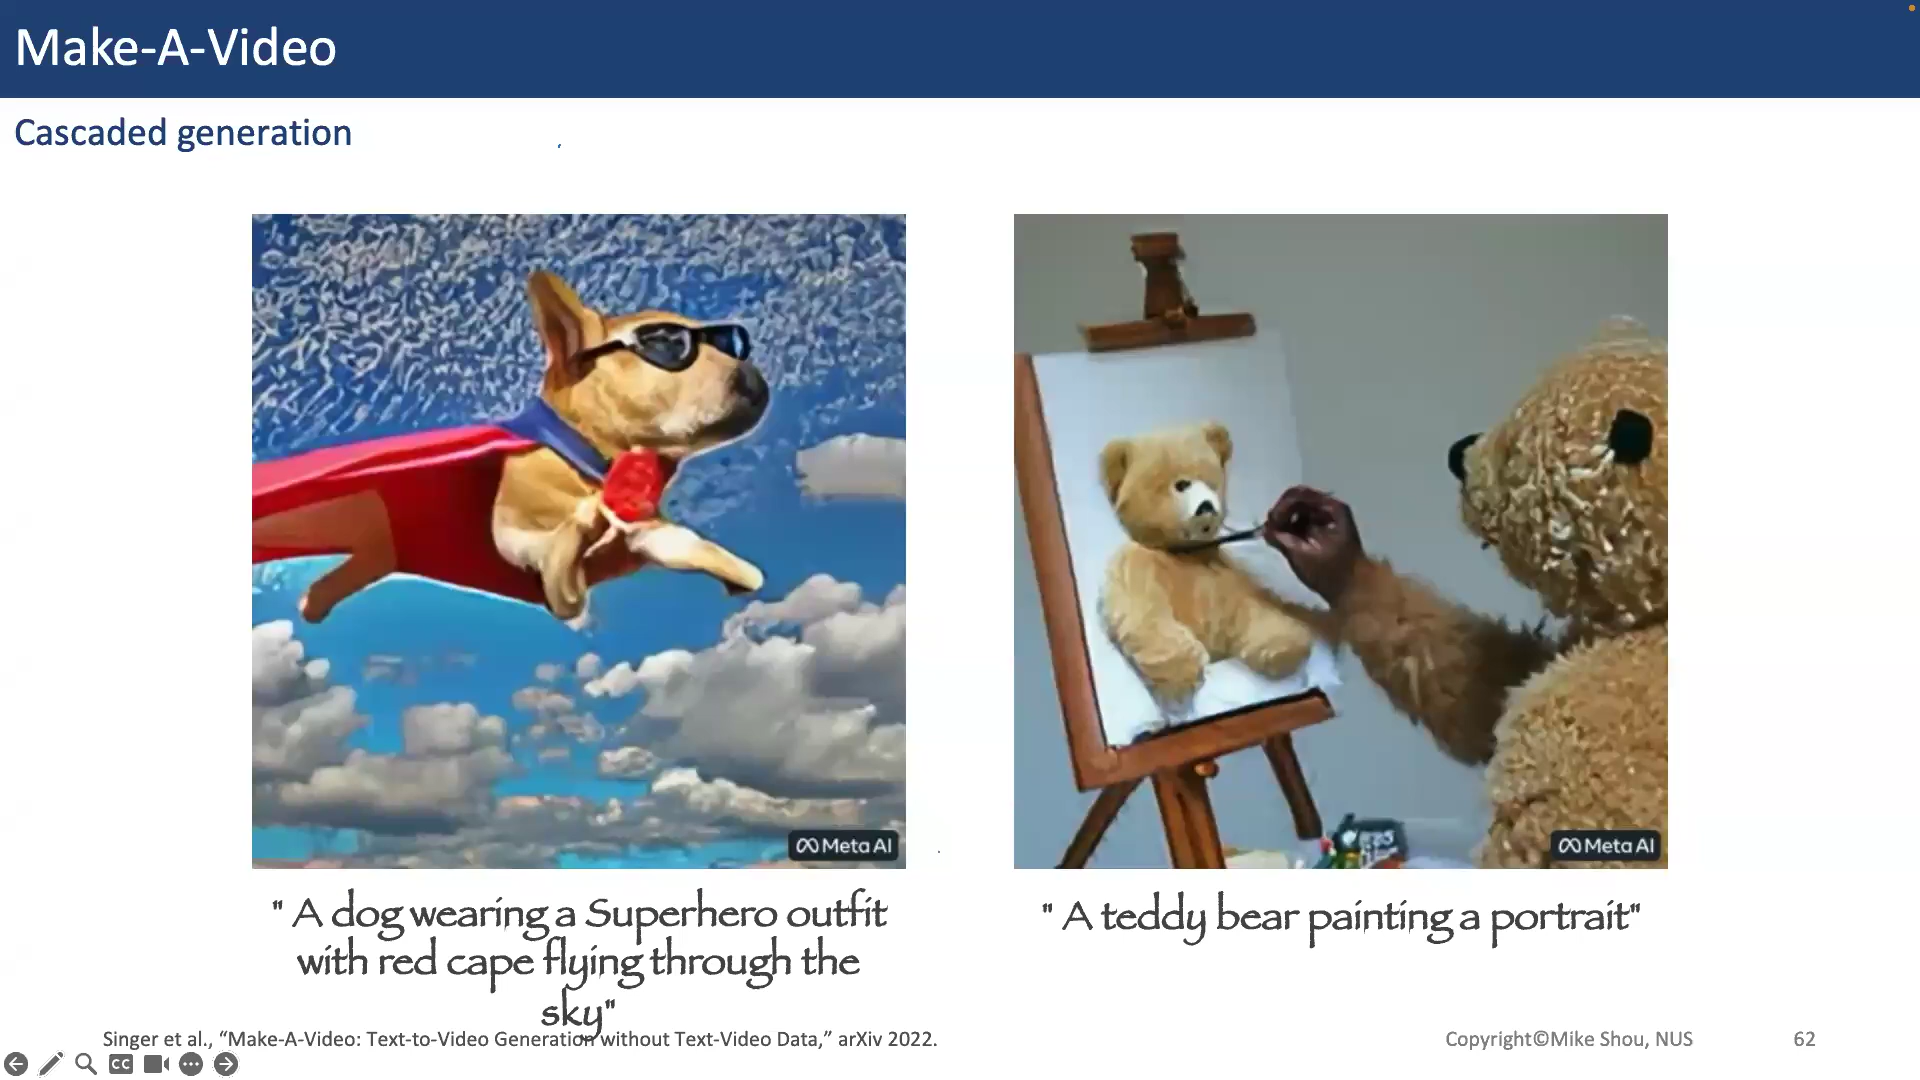 Make-A-Video
Cascaded generation
Meta AI
Meta AI
" A dog wearing a Superhero outfit
with red cape flying through the
sky"
" A teddy bear painting a portrait"
Singer et al., “Make-A-Video: Text-to-Video Generation without Text-Video Data,” arXiv 2022.
Copyright©Mike Shou, NUS
62
CC